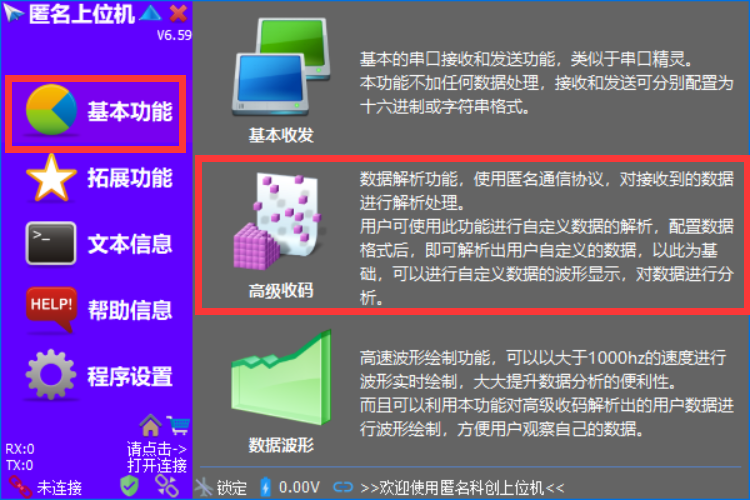 匿名上位机
V6.59
基本功能
拓展功能
>_
文本信息
HELP!
帮助信息
程序设置
RX:0
TX:0
请点击->
打开连接
未连接
基本收发
基本的串口接收和发送功能，类似于串口精灵。
本功能不加任何数据处理，接收和发送可分别配置为
十六进制或字符串格式。
高级收码
数据解析功能，使用匿名通信协议，对接收到的数据
进行解析处理。
用户可使用此功能进行自定义数据的解析，配置数据
格式后，即可解析出用户自定义的数据，以此为基
础，可以进行自定义数据的波形显示，对数据进行分
析。
数据波形
高速波形绘制功能，可以以大于1000hz的速度进行
波形实时绘制，大大提升数据分析的便利性。
而且可以利用本功能对高级收码解析出的用户数据进
行波形绘制，方便用户观察自己的数据。
锁定
0.00V
>>欢迎使用匿名科创上位机<<